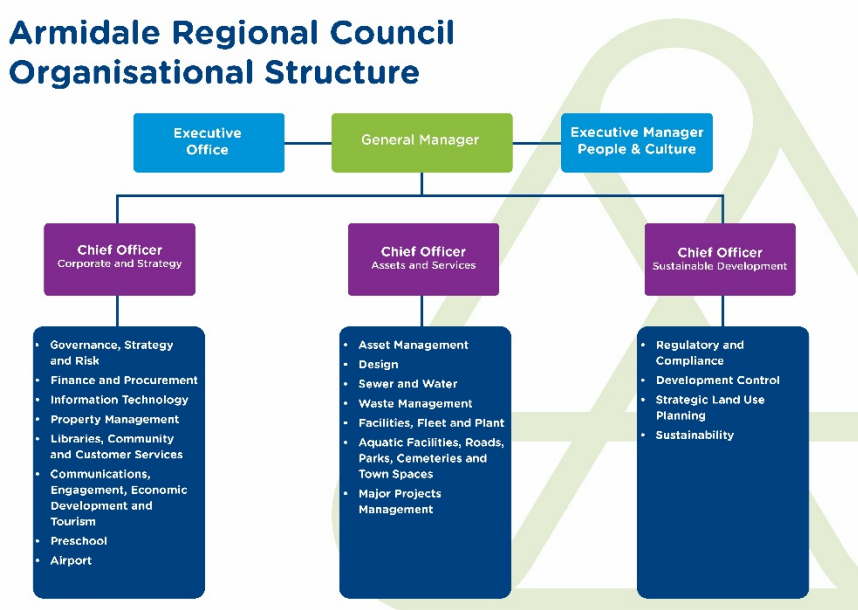 Armidale Regional Council
Organisational Structure
Executive
Office
General Manager
Executive Manager
People & Culture
Chief Officer
Corporate and Strategy
Chief Officer
Assets and Services
Chief Officer
Sustainable Development
• Governance, Strategy
and Risk
• Finance and Procurement
• Information Technology
• Property Management
• Libraries, Community
and Customer Services
• Communications,
Engagement, Economic
Development and
Tourism
• Preschool
• Airport
• Asset Management
• Design
• Sewer and Water
• Waste Management
• Facilities, Fleet and Plant
• Aquatic Facilities, Roads,
Parks, Cemeteries and
Town Spaces
• Major Projects
Management
• Regulatory and
Compliance
• Development Control
• Strategic Land Use
Planning
• Sustainability